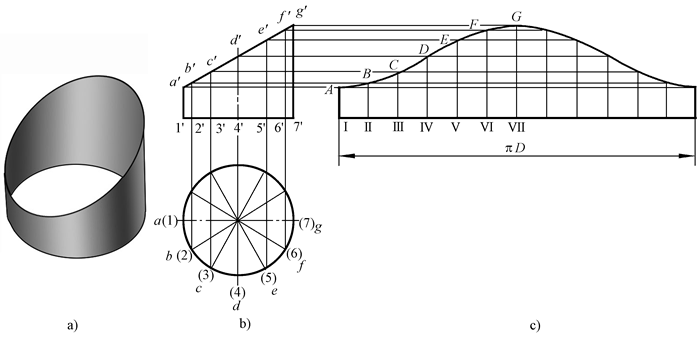 f' g'
e'
d'
b' c'
a'
1' 2' 3' 4' 5' 6' 7'
a(1) (7)g
b (2) (6) f
(3) (5)
c (4) e
d
A B C D E F G
I II III IV V VI VII
πD
a) b) c)